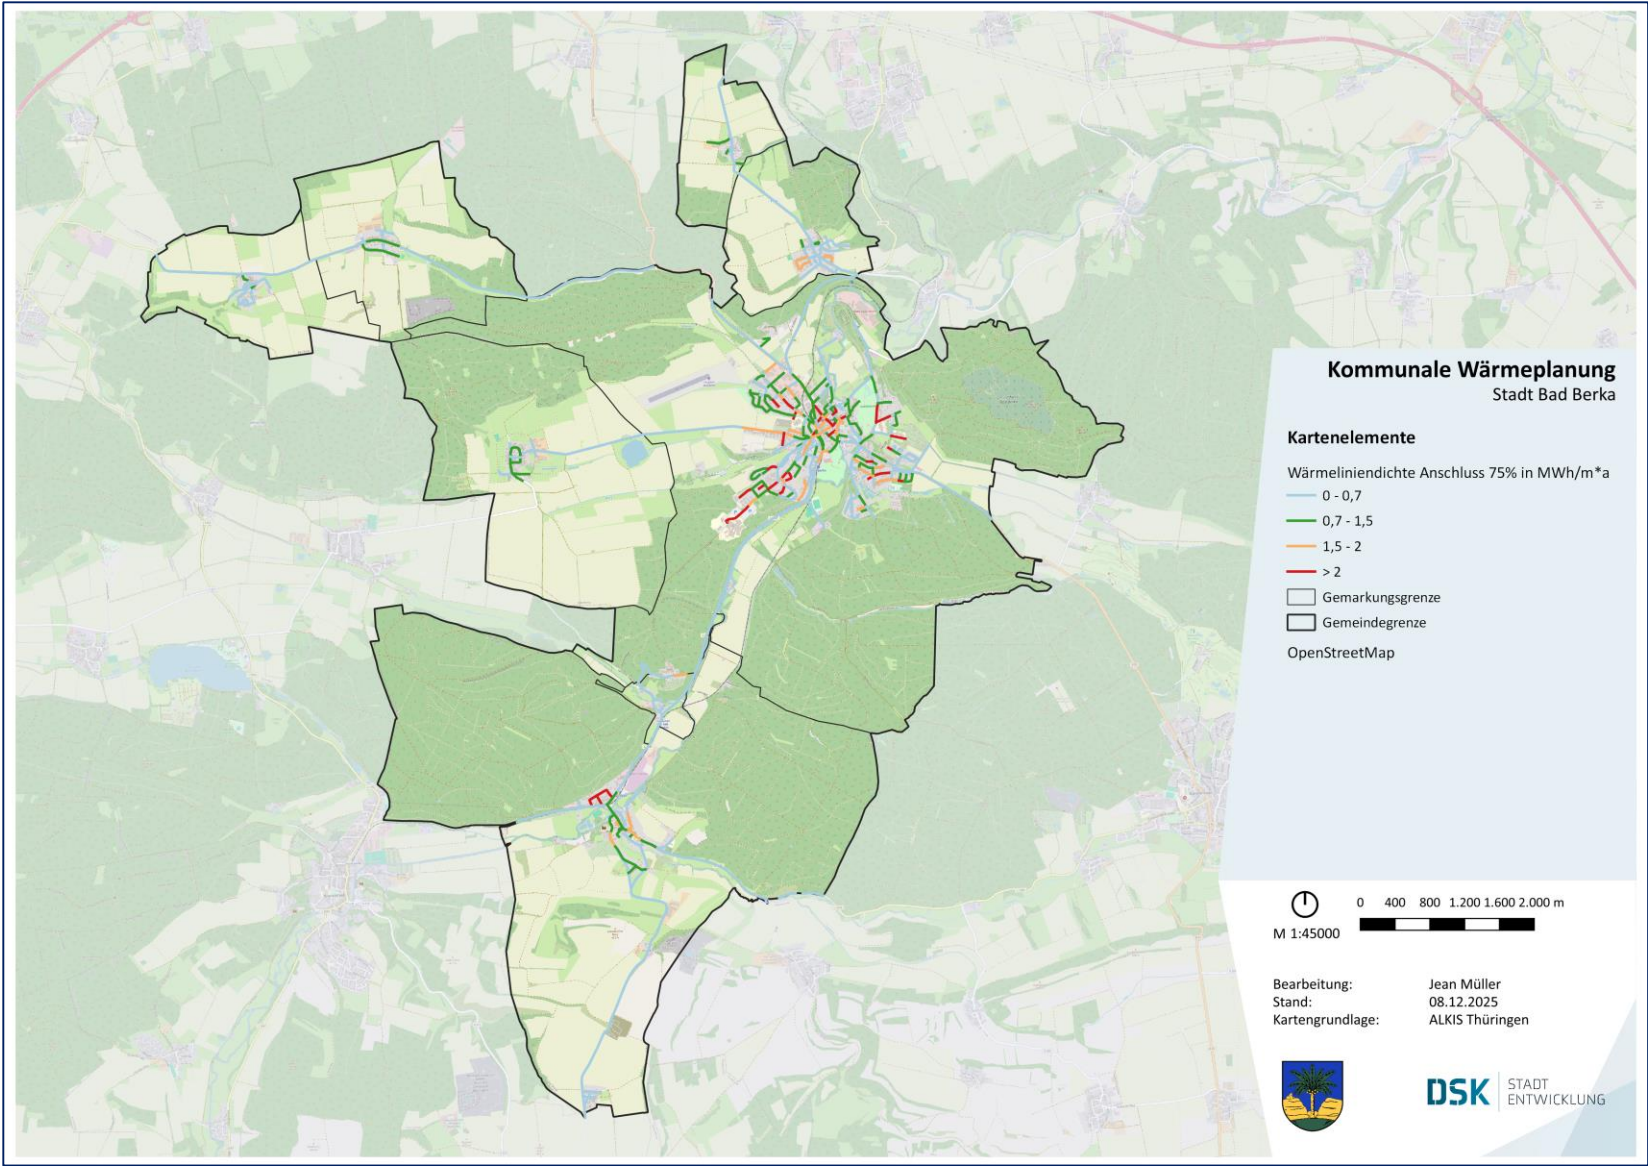 Kommunale Wärmeplanung
Stadt Bad Berka
Kartenelemente
Wärmeliniendichte Anschluss 75% in MWh/m*a
0 - 0,7
0,7 - 1,5
1,5 - 2
> 2
Gemarkungsgrenze
Gemeindegrenze
OpenStreetMap
0 400 800 1.200 1.600 2.000 m
M 1:45000
Bearbeitung: Jean Müller
Stand: 08.12.2025
Kartengrundlage: ALKIS Thüringen
DSK STADT
ENTWICKLUNG